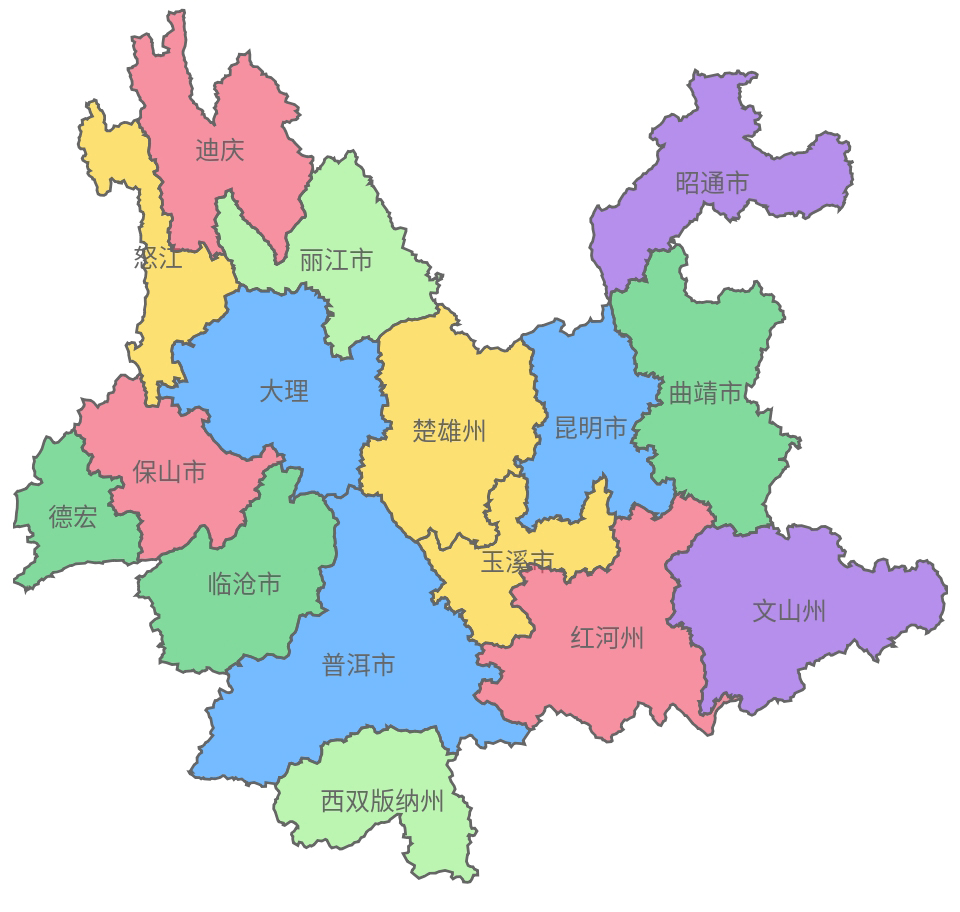 迪庆
昭通市
怒江
丽江市
大理
曲靖市
楚雄州
昆明市
保山市
德宏
玉溪市
临沧市
文山州
红河州
普洱市
西双版纳州